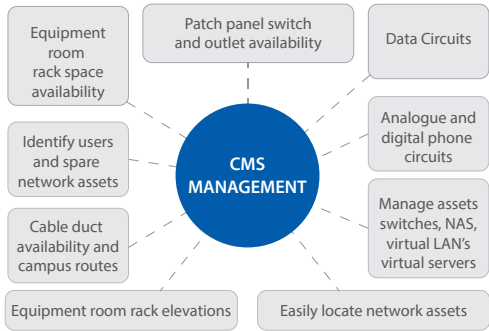 Equipment
room
rack space
availability
Patch panel switch
and outlet availability
Data Circuits
Identify users
and spare
network assets
CMS
MANAGEMENT
Analogue and
digital phone
circuits
Cable duct
availability and
campus routes
Manage assets
switches, NAS,
virtual LAN's
virtual servers
Equipment room rack elevations
Easily locate network assets